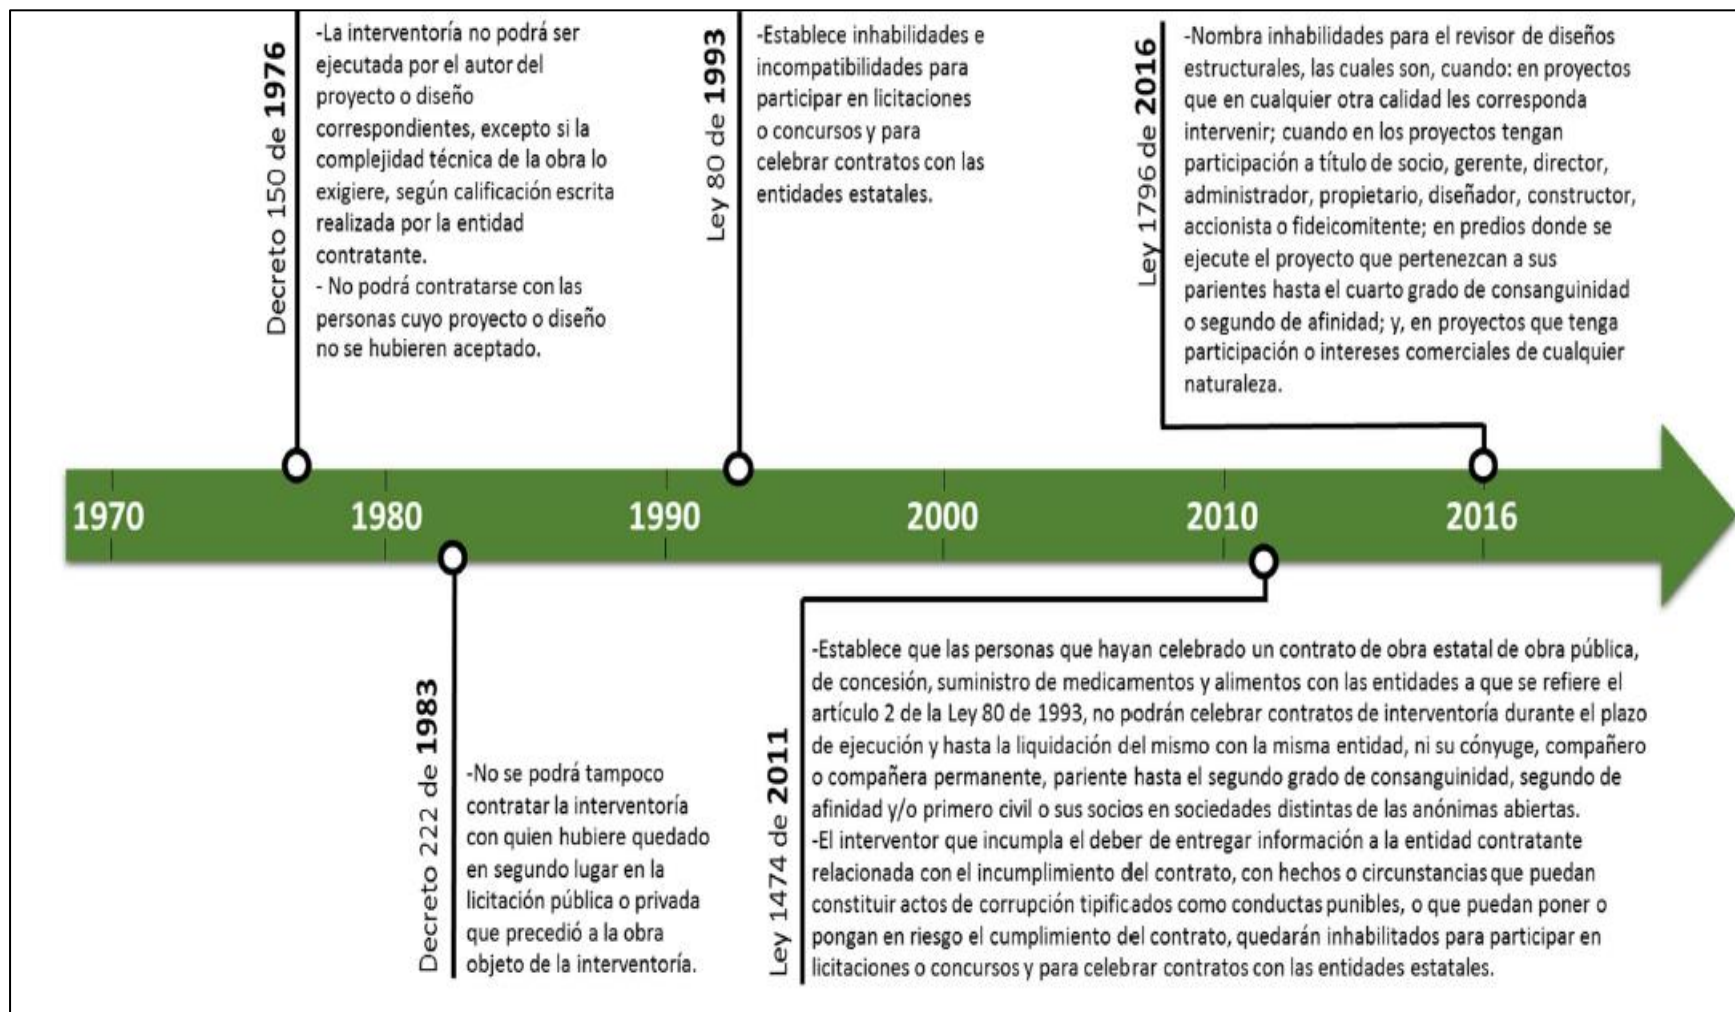 Decreto 150 de 1976
-La interventoría no podrá ser
ejecutada por el autor del
proyecto o diseño
correspondientes, excepto si la
complejidad técnica de la obra lo
exigiere, según calificación escrita
realizada por la entidad
contratante.
- No podrá contratarse con las
personas cuyo proyecto o diseño
no se hubieren aceptado.
Ley 80 de 1993
-Establece inhabilidades e
incompatibilidades para
participar en licitaciones
o concursos y para
celebrar contratos con las
entidades estatales.
Ley 1796 de 2016
-Nombra inhabilidades para el revisor de diseños
estructurales, las cuales son, cuando: en proyectos
que en cualquier otra calidad les corresponda
intervenir; cuando en los proyectos tengan
participación a título de socio, gerente, director,
administrador, propietario, diseñador, constructor,
accionista o fideicomitente; en predios donde se
ejecute el proyecto que pertenezcan a sus
parientes hasta el cuarto grado de consanguinidad
o segundo de afinidad; y, en proyectos que tenga
participación o intereses comerciales de cualquier
naturaleza.
1970 1980 1990 2000 2010 2016
Decreto 222 de 1983
-No se podrá tampoco
contratar la interventoría
con quien hubiere quedado
en segundo lugar en la
licitación pública o privada
que precedió a la obra
objeto de la interventoría.
Ley 1474 de 2011
-Establece que las personas que hayan celebrado un contrato de obra estatal de obra pública,
de concesión, suministro de medicamentos y alimentos con las entidades a que se refiere el
artículo 2 de la Ley 80 de 1993, no podrán celebrar contratos de interventoría durante el plazo
de ejecución y hasta la liquidación del mismo con la misma entidad, ni su cónyuge, compañero
o compañera permanente, pariente hasta el segundo grado de consanguinidad, segundo de
afinidad y/o primero civil o sus socios en sociedades distintas de las anónimas abiertas.
-El interventor que incumpla el deber de entregar información a la entidad contratante
relacionada con el incumplimiento del contrato, con hechos o circunstancias que puedan
constituir actos de corrupción tipificados como conductas punibles, o que puedan poner o
pongan en riesgo el cumplimiento del contrato, quedarán inhabilitados para participar en
licitaciones o concursos y para celebrar contratos con las entidades estatales.